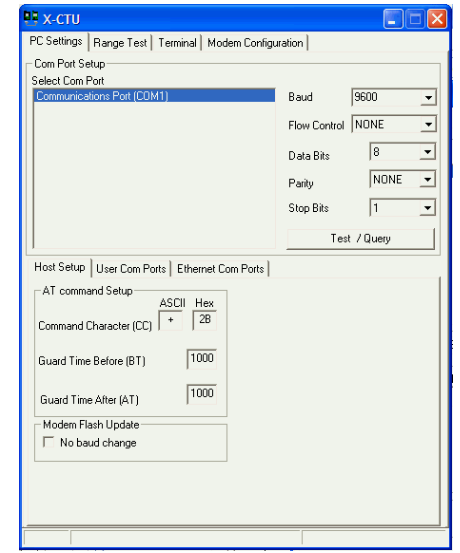 X-CTU
PC Settings Range Test Terminal Modem Configuration
Com Port Setup
Select Com Port
Communications Port (COM1)
Baud 9600
Flow Control NONE
Data Bits 8
Parity NONE
Stop Bits 1
Test / Query
Host Setup User Com Ports Ethernet Com Ports
AT command Setup
ASCII Hex
Command Character (CC) + 2B
Guard Time Before (BT) 1000
Guard Time After (AT) 1000
Modem Flash Update
No baud change